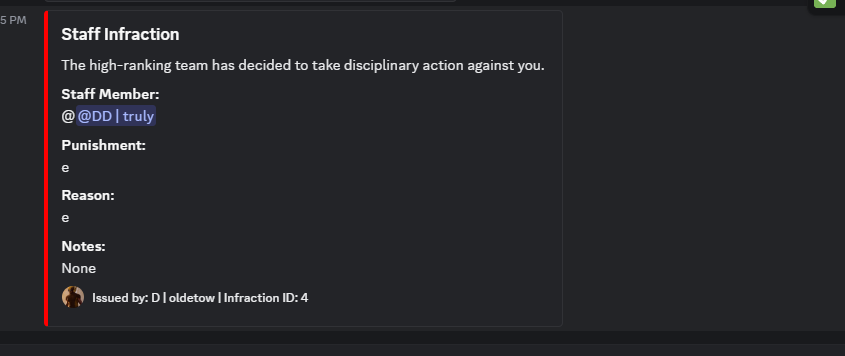 5 PM
Staff Infraction
The high-ranking team has decided to take disciplinary action against you.
Staff Member:
@@DD | truly
Punishment:
e
Reason:
e
Notes:
None
Issued by: D | oldetow | Infraction ID: 4